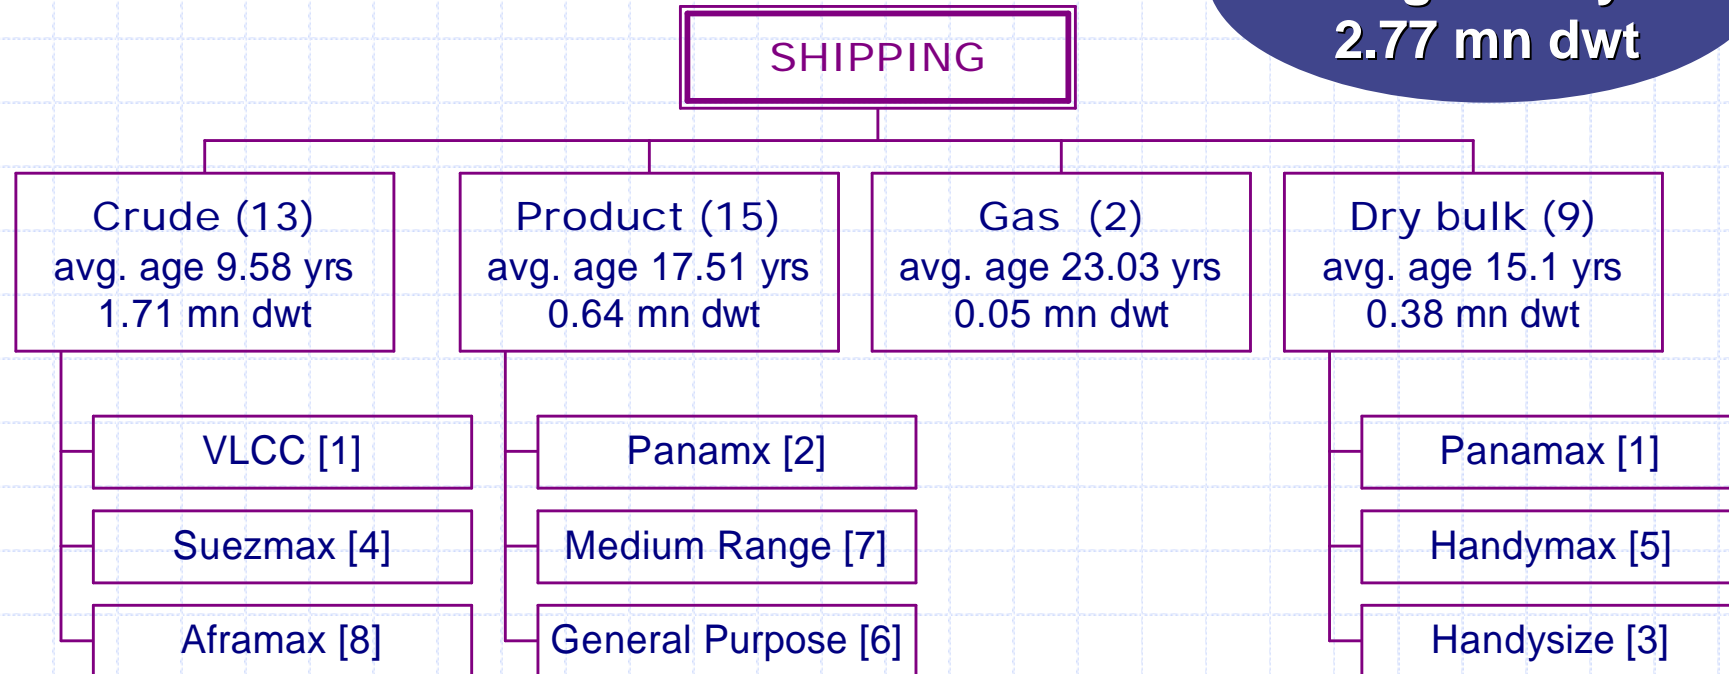 2.77 mn dwt
SHIPPING
Crude (13)
avg. age 9.58 yrs
1.71 mn dwt
Product (15)
avg. age 17.51 yrs
0.64 mn dwt
Gas (2)
avg. age 23.03 yrs
0.05 mn dwt
Dry bulk (9)
avg. age 15.1 yrs
0.38 mn dwt
VLCC [1]
Suezmax [4]
Aframax [8]
Panamx [2]
Medium Range [7]
General Purpose [6]
Panamax [1]
Handymax [5]
Handysize [3]